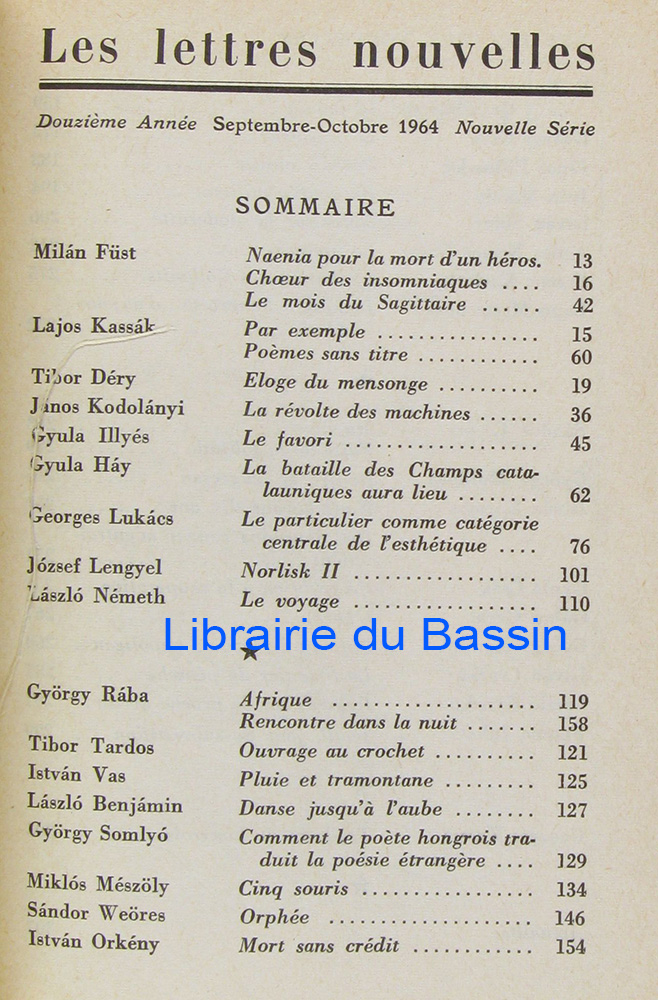 Les lettres nouvelles
Douzième Année Septembre-Octobre 1964 Nouvelle Série
SOMMAIRE
Milán Füst Naenia pour la mort d'un héros. 13
Chœur des insomniaques .... 16
Le mois du Sagittaire ...... 42
Lajos Kassák Par exemple ................ 15
Poèmes sans titre ............ 60
Tibor Déry Eloge du mensonge .......... 19
János Kodolányi La révolte des machines ...... 36
Gyula Illyés Le favori .................. 45
Gyula Háy La bataille des Champs cata-
launiques aura lieu ........ 62
Georges Lukács Le particulier comme catégorie
centrale de l'esthétique .... 76
József Lengyel Norlisk II .................. 101
László Németh Le voyage .................. 110
Librairie du Bassin
★
György Rába Afrique .................... 119
Rencontre dans la nuit ....... 158
Tibor Tardos Ouvrage au crochet .......... 121
István Vas Pluie et tramontane ......... 125
László Benjámin Danse jusqu'à l'aube ........ 127
György Somlyó Comment le poète hongrois tra-
duit la poésie étrangère .... 129
Miklós Mészöly Cinq souris ................. 134
Sándor Weöres Orphée .................... 146
István Orkény Mort sans crédit ............ 154